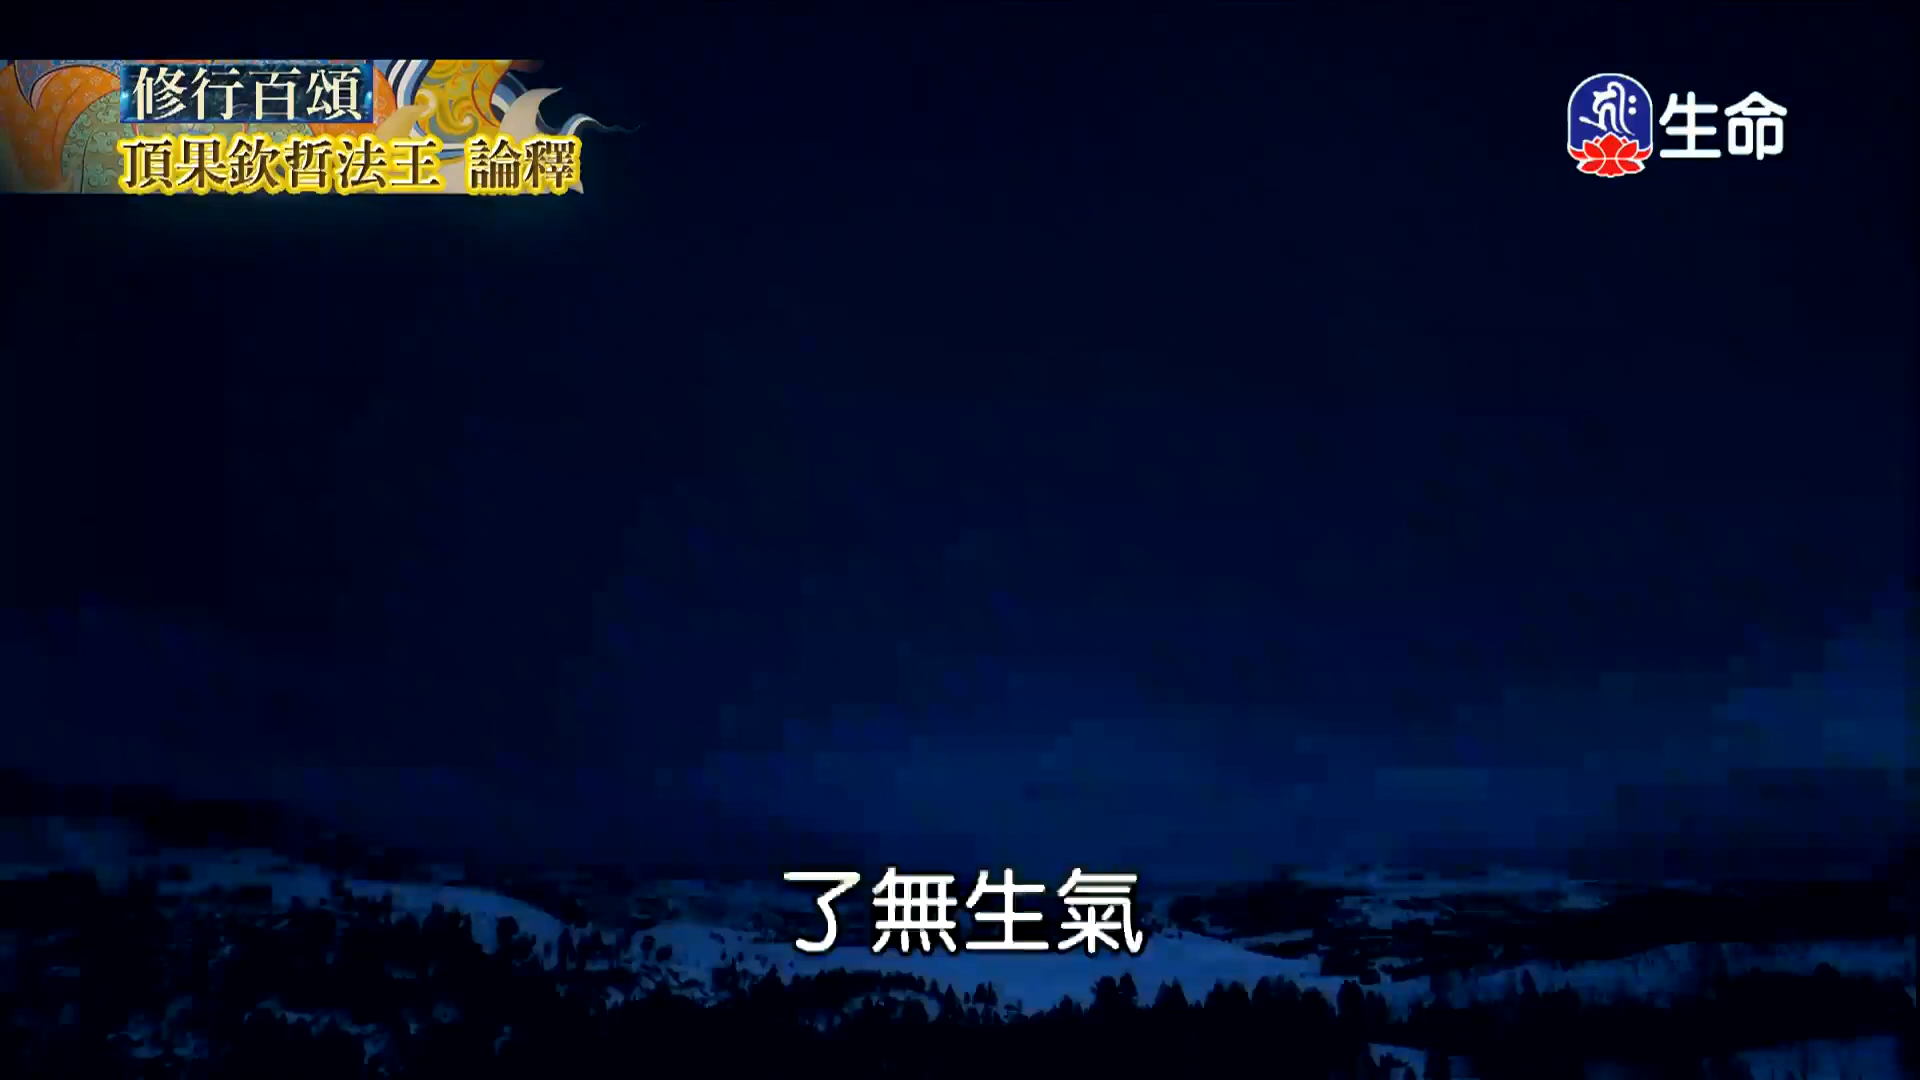 修行百頌
頂果欽哲法王 論釋
生命
了無生氣